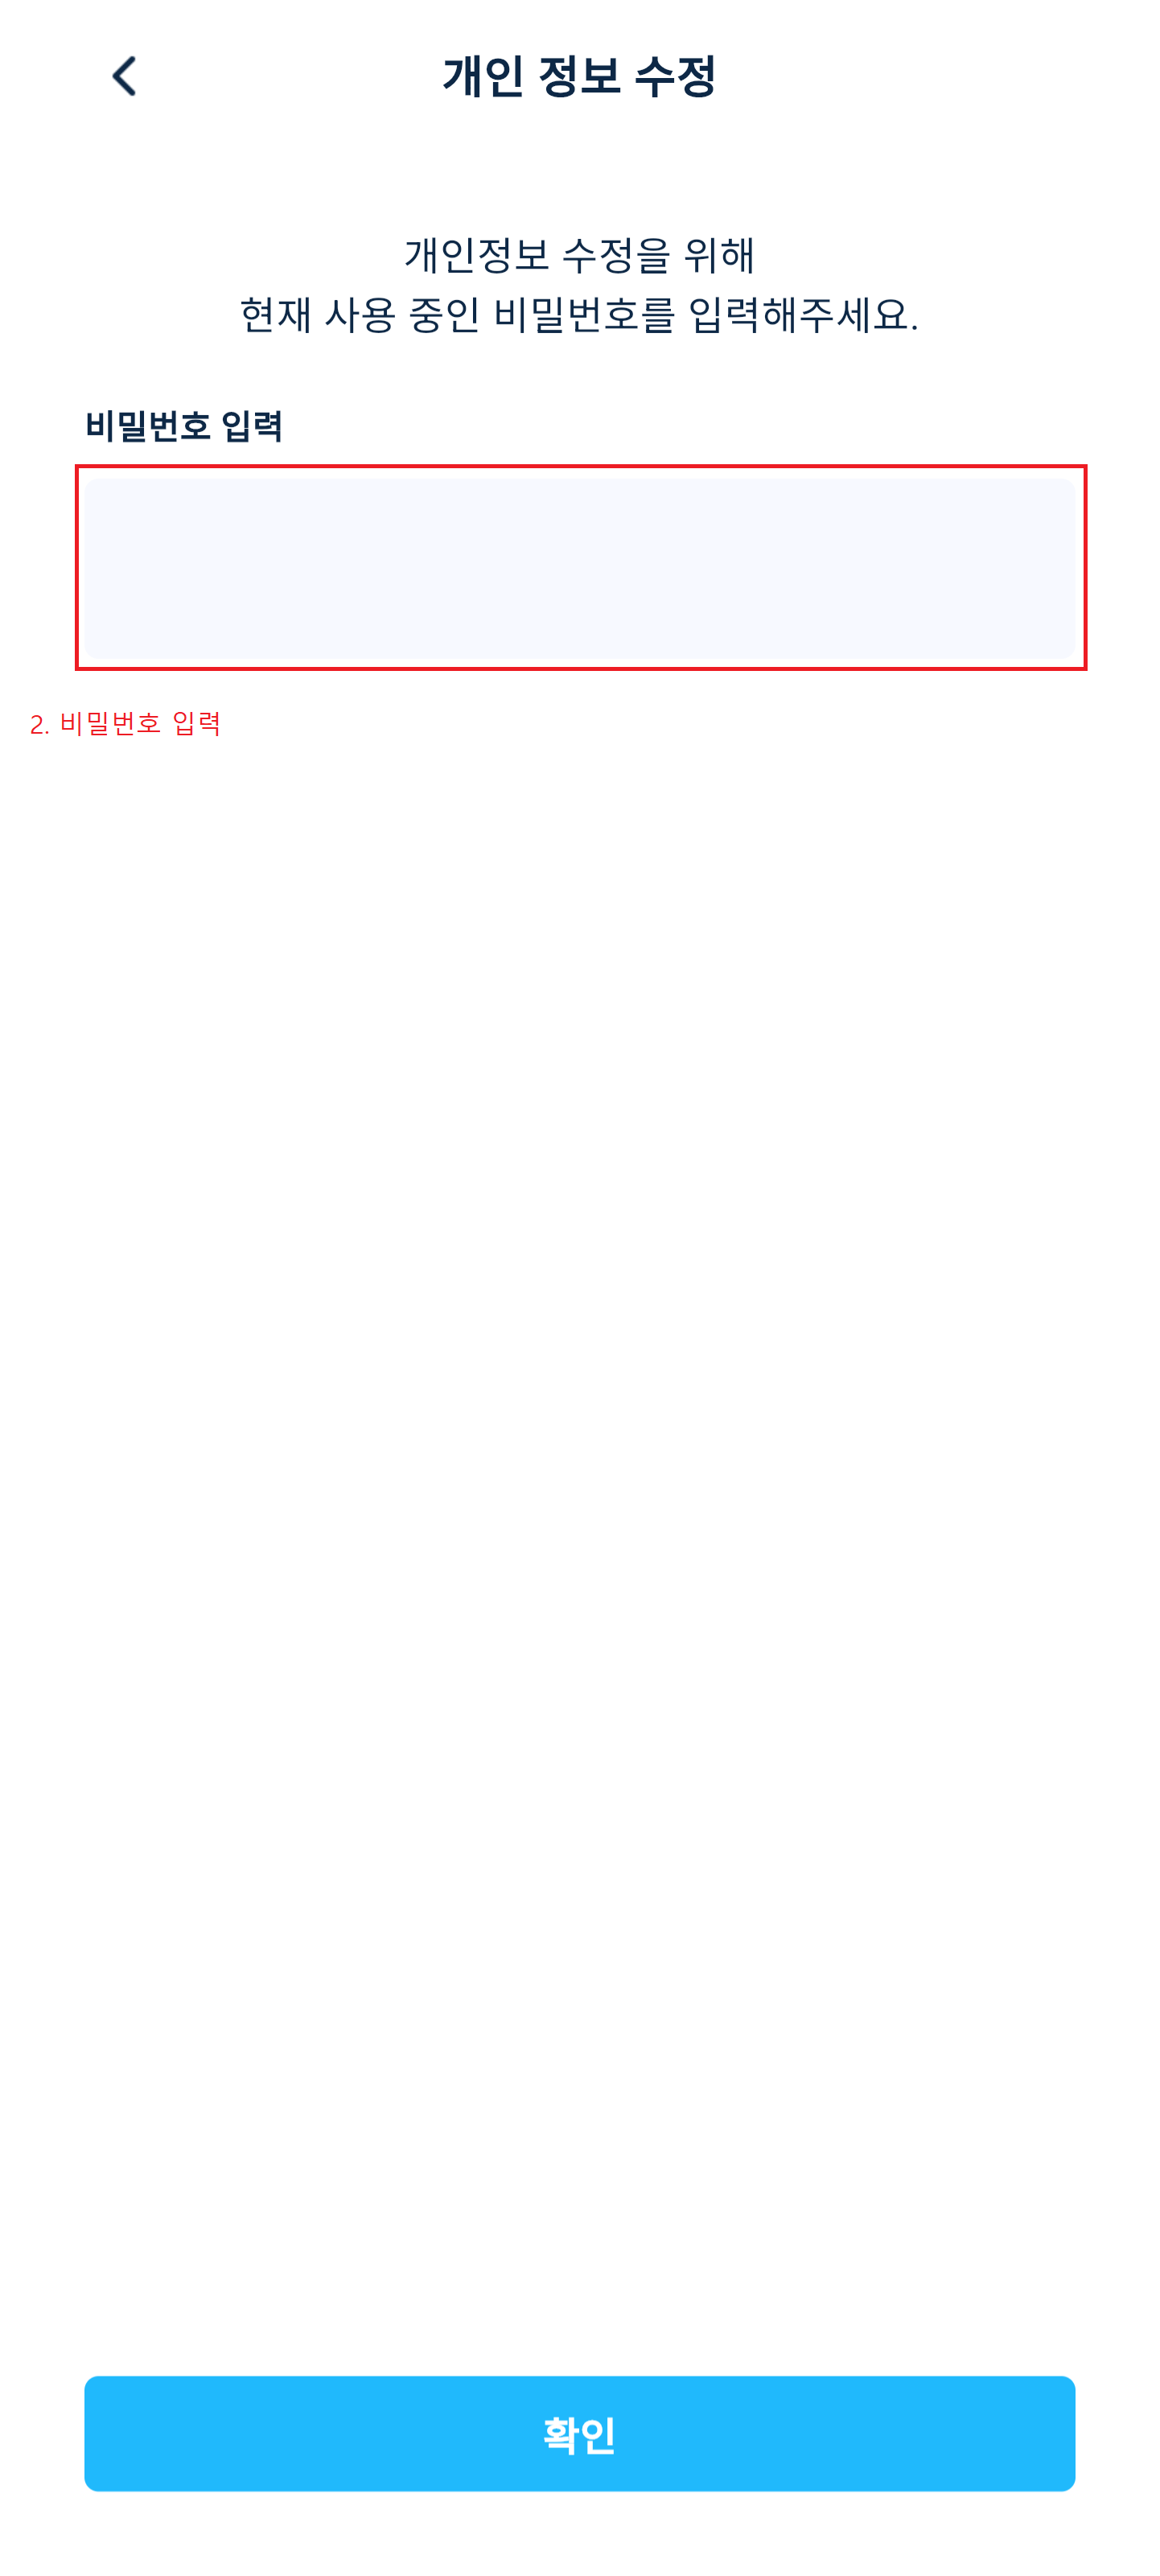 개인 정보 수정
개인정보 수정을 위해
현재 사용 중인 비밀번호를 입력해주세요.
비밀번호 입력
2. 비밀번호 입력
확인